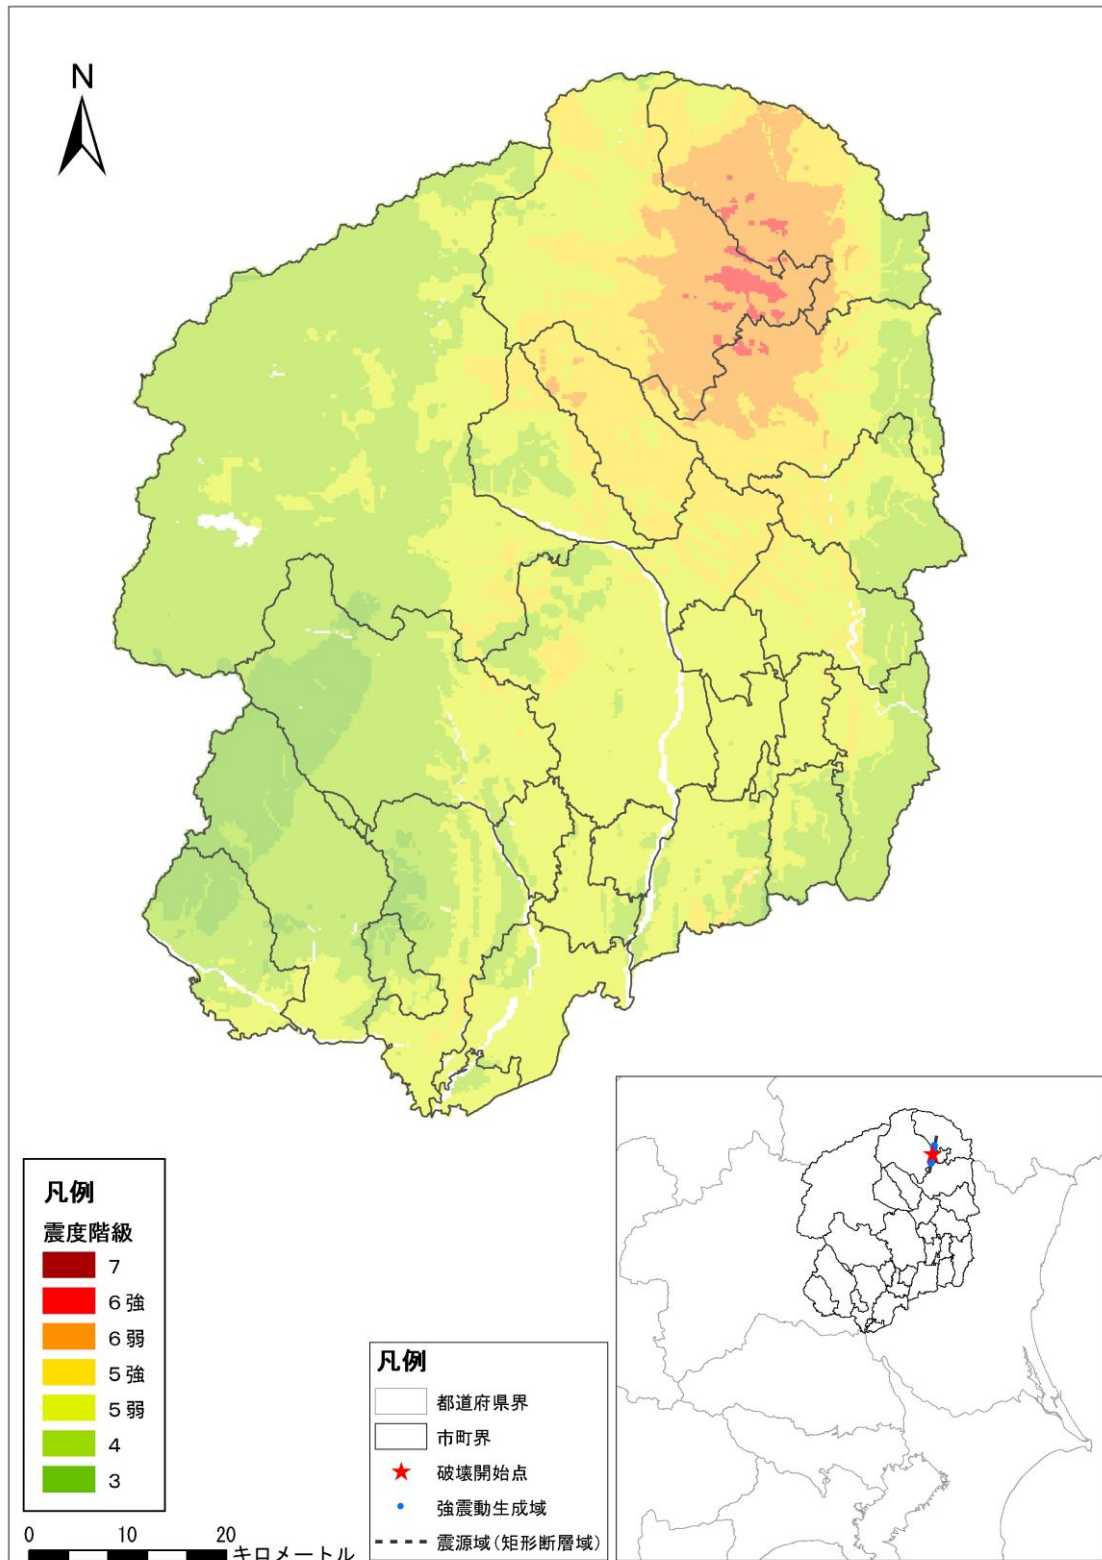 N
凡例
震度階級
7
6強
6弱
5強
5弱
4
3
0 10 20
キロメートル
凡例
都道府県界
市町界
破壊開始点
強震動生成域
震源域(矩形断層域)